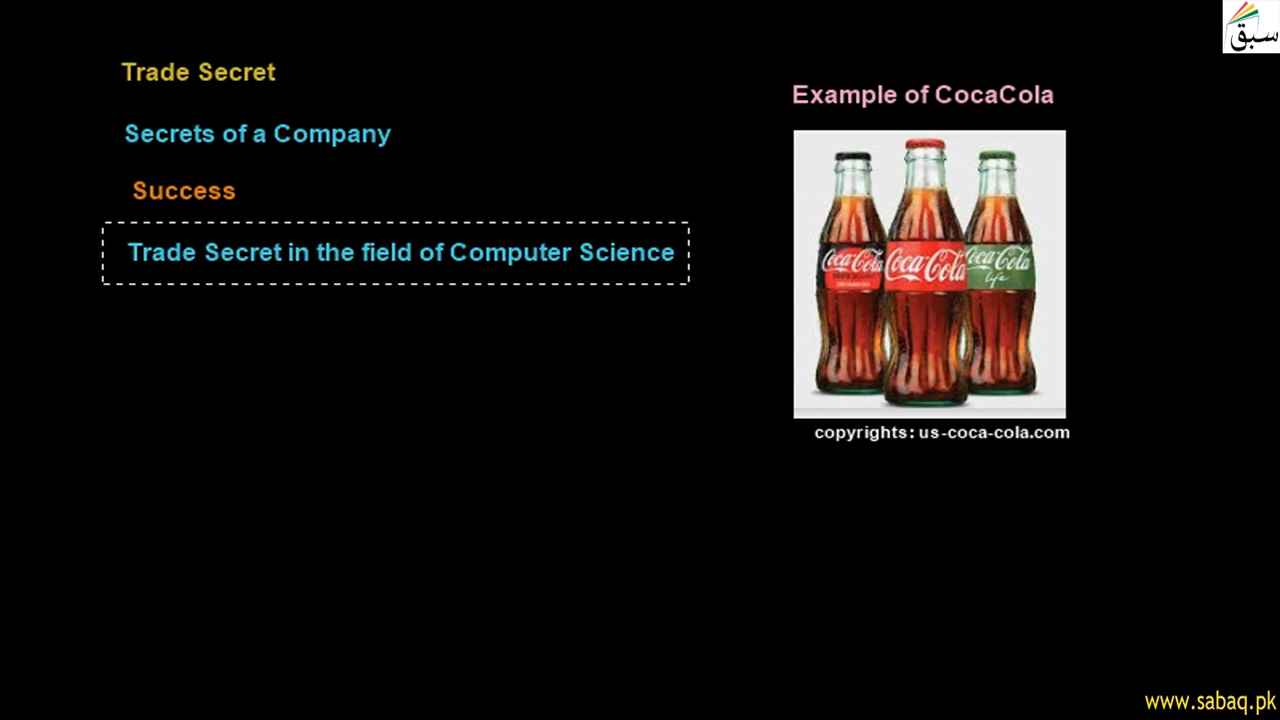 سبق
Trade Secret
Secrets of a Company
Success
Trade Secret in the field of Computer Science
Example of CocaCola
Coca-Cola
Coca-Cola
Coca-Cola
life
copyrights: us-coca-cola.com
www.sabaq.pk